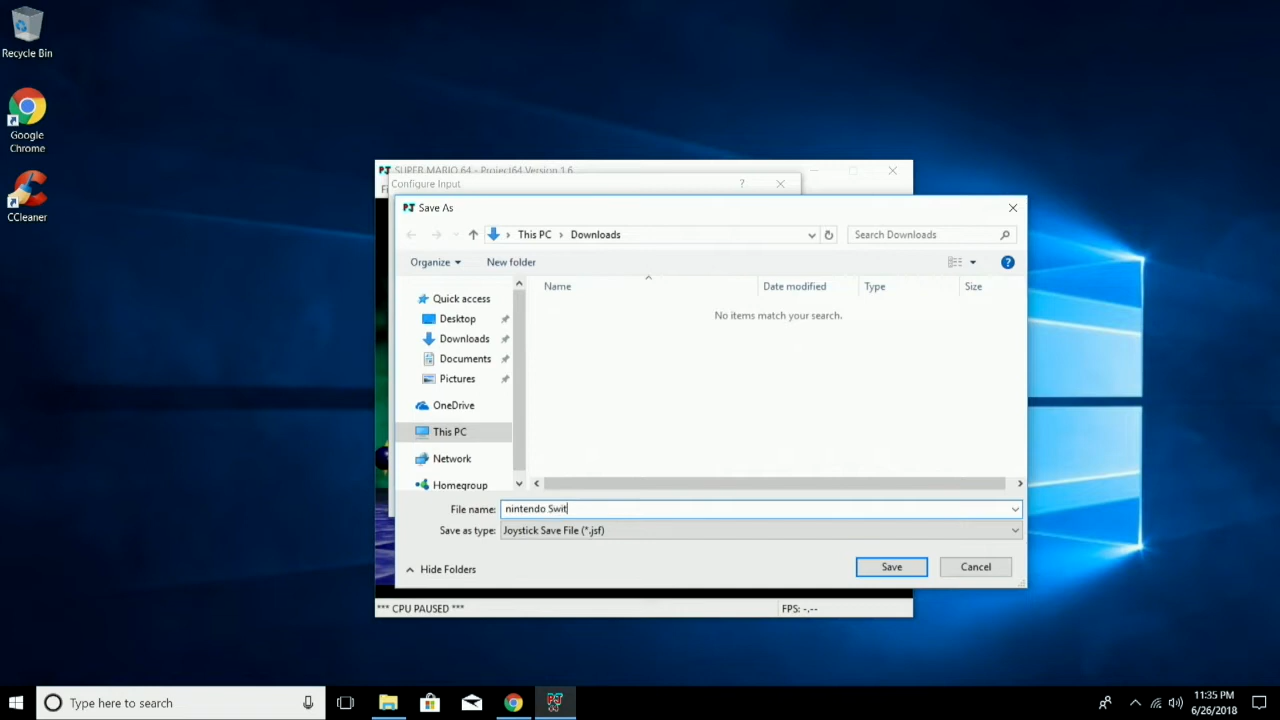 Recycle Bin
Google
Chrome
CCleaner
SUPER MARIO 64 - Project64 Version 1.6
Configure Input
?
Save As
This PC > Downloads
Search Downloads
Organize
New folder
?
Name
Date modified
Type
Size
No items match your search.
Quick access
Desktop
Downloads
Documents
Pictures
OneDrive
This PC
Network
Homegroup
File name: nintendo Swit
Save as type: Joystick Save File (*.jsf)
Hide Folders
Save
Cancel
*** CPU PAUSED ***
FPS: -.--
Type here to search
11:35 PM
6/26/2018